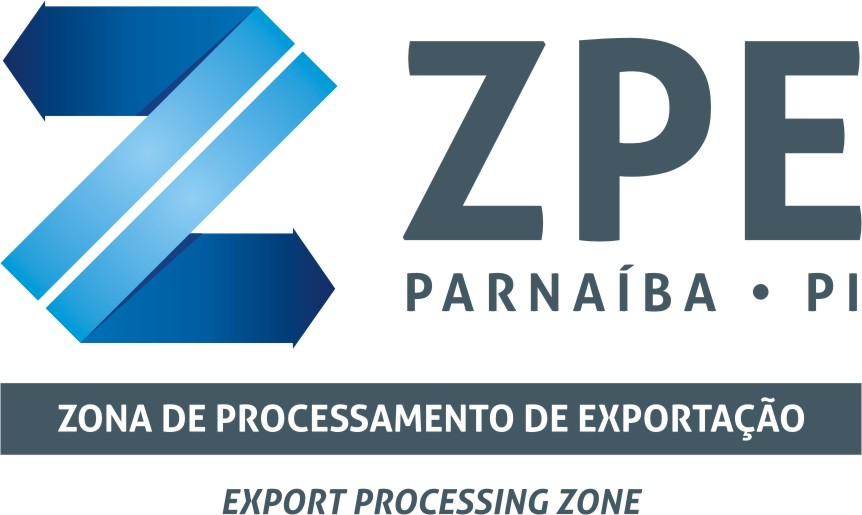 ZPE
PARNAÍBA • PI
ZONA DE PROCESSAMENTO DE EXPORTAÇÃO
EXPORT PROCESSING ZONE